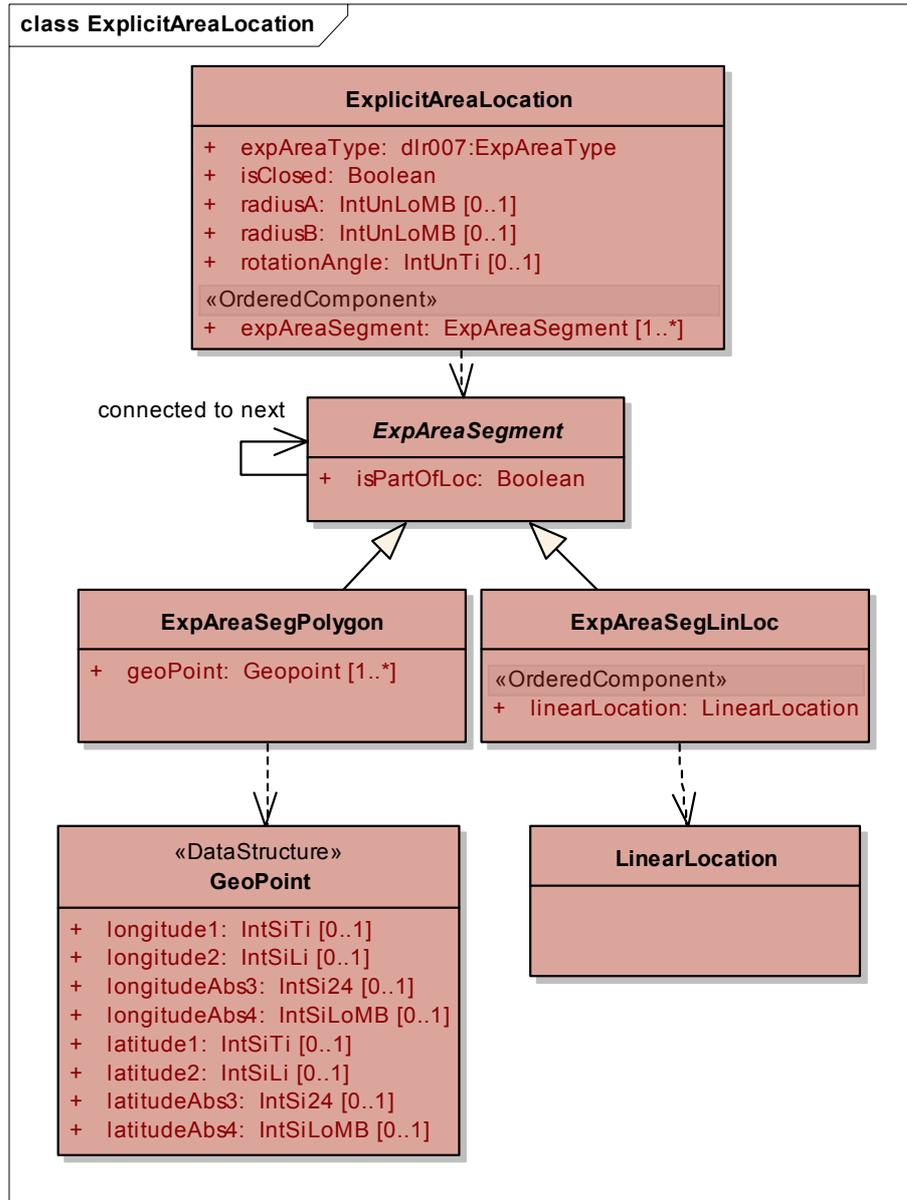 class ExplicitAreaLocation
ExplicitAreaLocation
+ expAreaType: dlr007:ExpAreaType
+ isClosed: Boolean
+ radiusA: IntUnLoMB [0..1]
+ radiusB: IntUnLoMB [0..1]
+ rotationAngle: IntUnTi [0..1]
«OrderedComponent»
+ expAreaSegment: ExpAreaSegment [1..*]
connected to next
ExpAreaSegment
+ isPartOfLoc: Boolean
ExpAreaSegPolygon
+ geoPoint: Geopoint [1..*]
ExpAreaSegLinLoc
«OrderedComponent»
+ linearLocation: LinearLocation
«DataStructure»
GeoPoint
+ longitude1: IntSiTi [0..1]
+ longitude2: IntSiLi [0..1]
+ longitudeAbs3: IntSi24 [0..1]
+ longitudeAbs4: IntSiLoMB [0..1]
+ latitude1: IntSiTi [0..1]
+ latitude2: IntSiLi [0..1]
+ latitudeAbs3: IntSi24 [0..1]
+ latitudeAbs4: IntSiLoMB [0..1]
LinearLocation